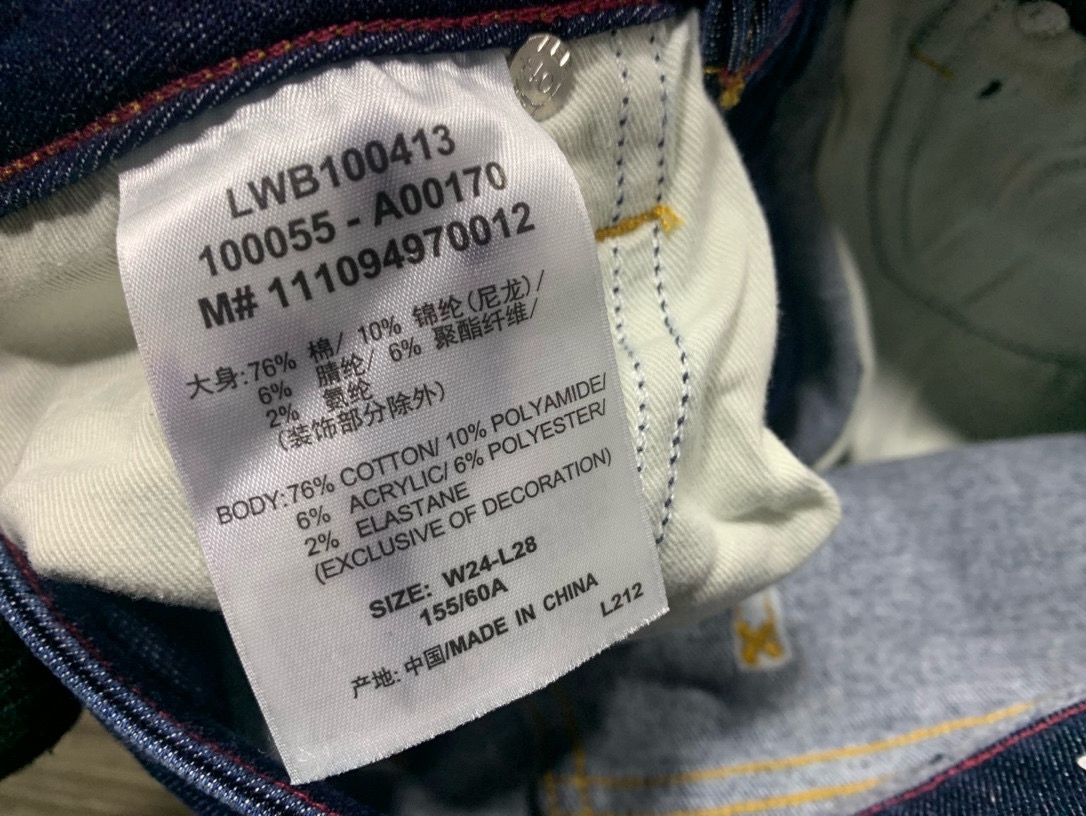 LWB100413
100055 - A00170
M# 111094970012
大身:76% 棉/ 10% 锦纶(尼龙)/
6% 腈纶/ 6% 聚酯纤维/
2% 氨纶
(装饰部分除外)
BODY:76% COTTON/ 10% POLYAMIDE/
6% ACRYLIC/ 6% POLYESTER/
2% ELASTANE
(EXCLUSIVE OF DECORATION)
SIZE: W24-L28
155/60A
产地: 中国/MADE IN CHINA
L212